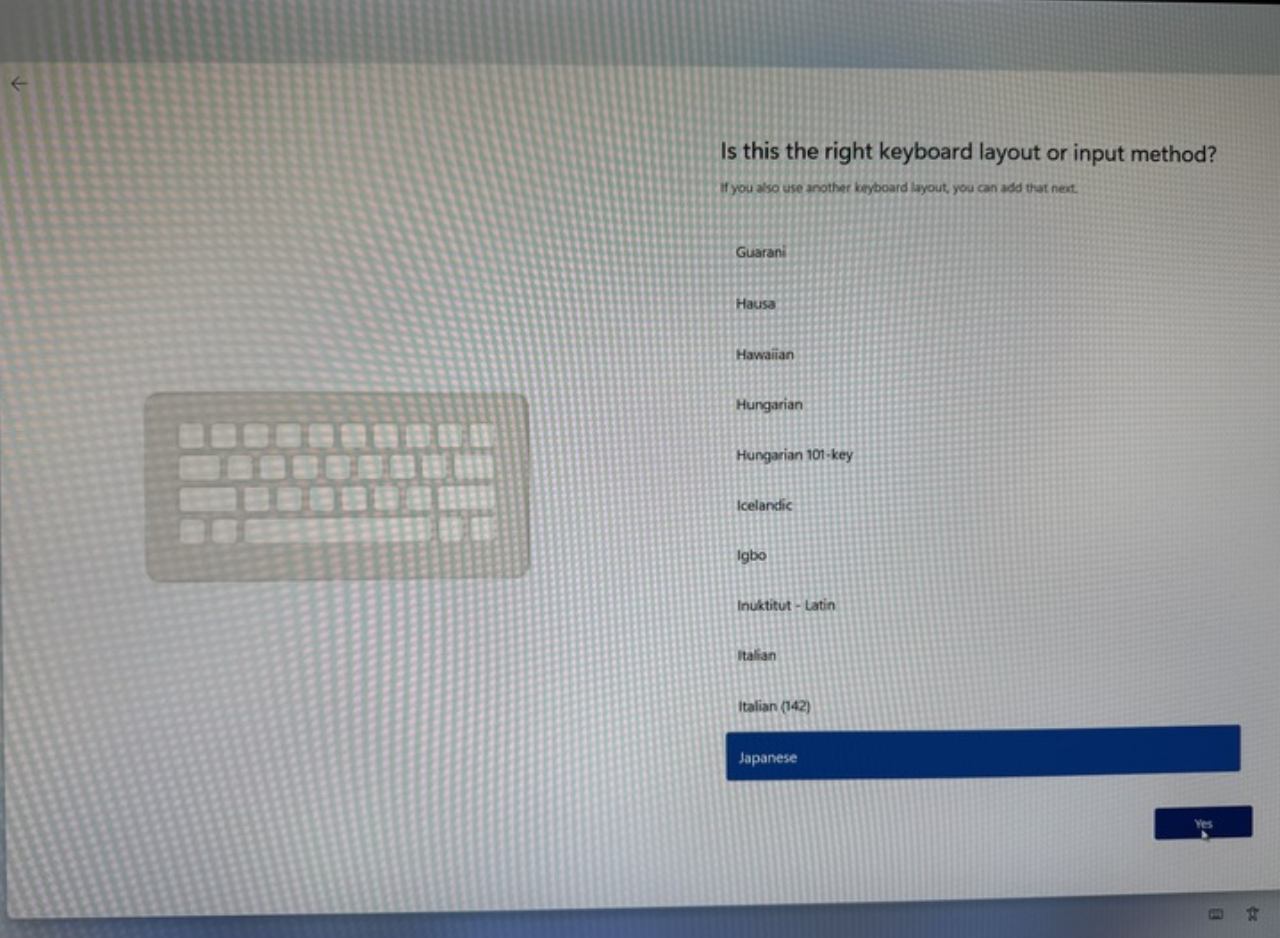 Is this the right keyboard layout or input method?
If you also use another keyboard layout, you can add that next.
Guarani
Hausa
Hawaiian
Hungarian
Hungarian 101-key
Icelandic
Igbo
Inuktitut - Latin
Italian
Italian (142)
Japanese
Yes